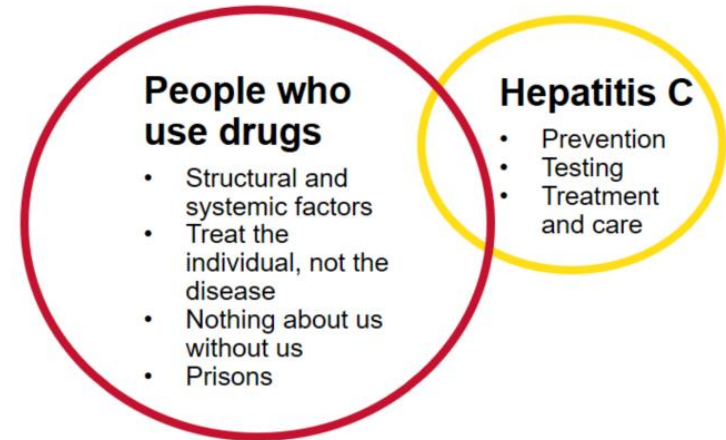 People who
use drugs
• Structural and
systemic factors
• Treat the
individual, not the
disease
• Nothing about us
without us
• Prisons
Hepatitis C
• Prevention
• Testing
• Treatment
and care